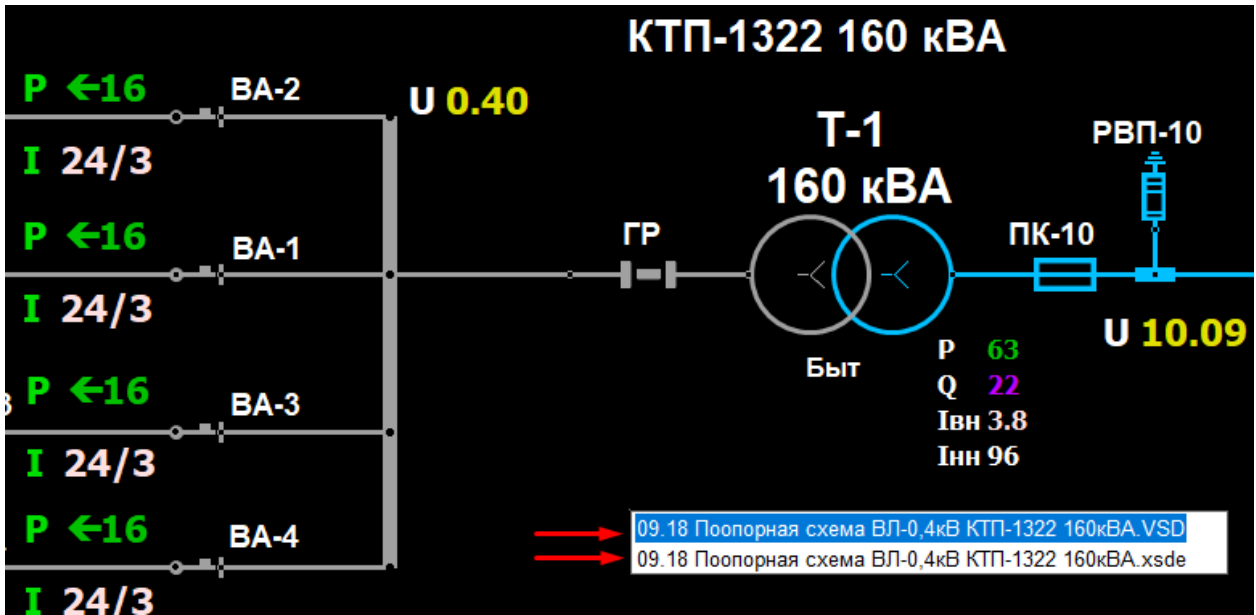 КТП-1322 160 кВА
P ←16
ВА-2
U 0.40
I 24/3
Т-1
160 кВА
РВП-10
P ←16
ВА-1
ГР
ПК-10
I 24/3
U 10.09
Быт
P 63
Q 22
Iвн 3.8
Iнн 96
P ←16
ВА-3
I 24/3
P ←16
ВА-4
I 24/3
09.18 Поопорная схема ВЛ-0,4кВ КТП-1322 160кВА.VSD
09.18 Поопорная схема ВЛ-0,4кВ КТП-1322 160кВА.xsde